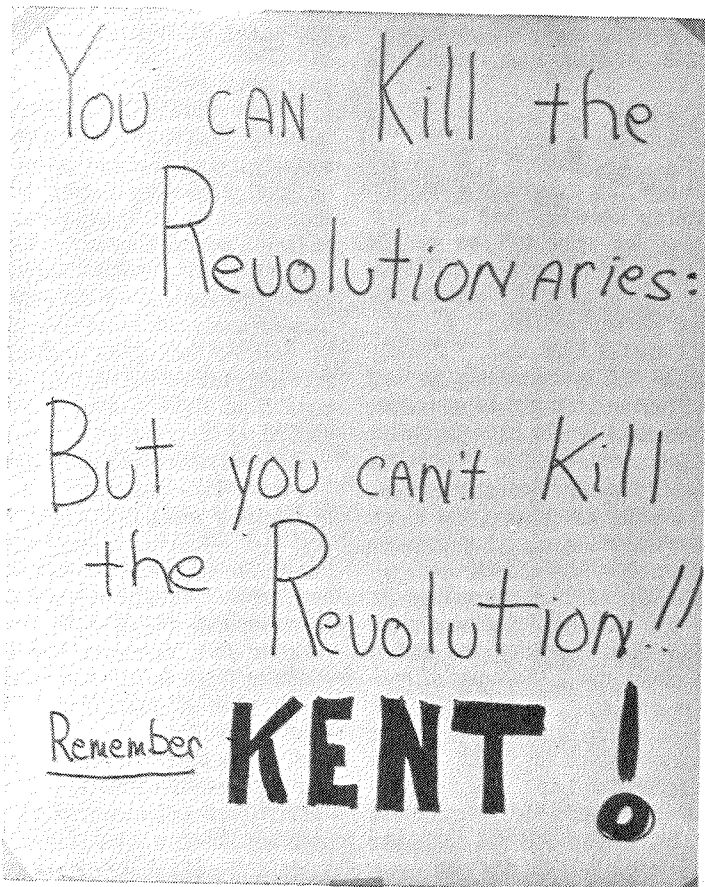 You CAN Kill the
Revolutionaries:
But you CAN't Kill
the Revolution!!
Remember KENT!